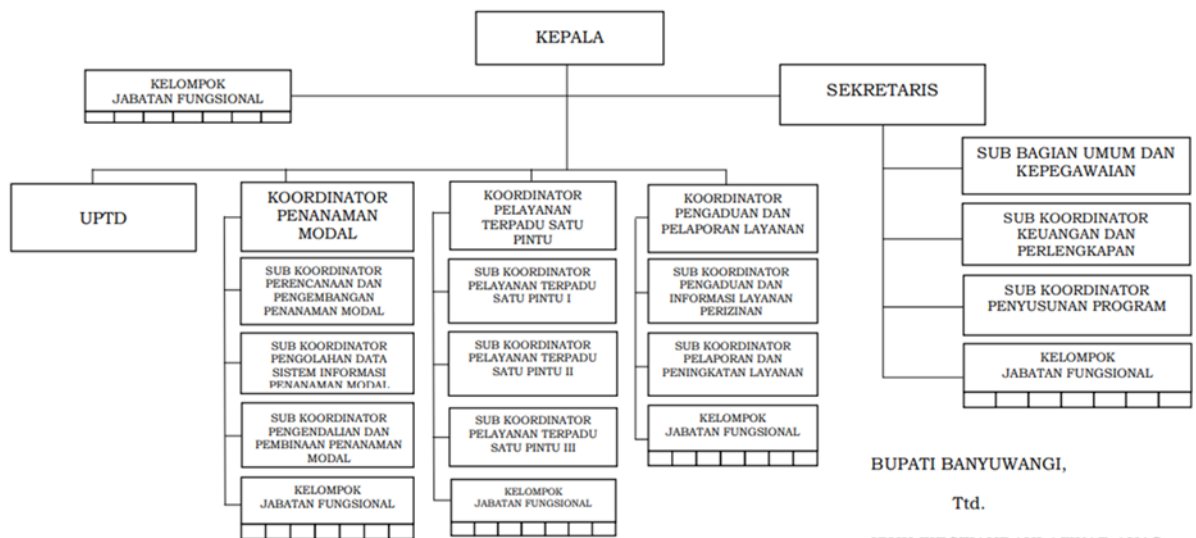 KEPALA
KELOMPOK
JABATAN FUNGSIONAL
SEKRETARIS
SUB BAGIAN UMUM DAN
KEPEGAWAIAN
SUB KOORDINATOR
KEUANGAN DAN
PERLENGKAPAN
SUB KOORDINATOR
PENYUSUNAN PROGRAM
KELOMPOK
JABATAN FUNGSIONAL
UPTD
KOORDINATOR
PENANAMAN
MODAL
SUB KOORDINATOR
PERENCANAAN DAN
PENGEMBANGAN
PENANAMAN MODAL
SUB KOORDINATOR
PENGOLAHAN DATA
SISTEM INFORMASI
PENANAMAN MODAL
SUB KOORDINATOR
PENGENDALIAN DAN
PEMBINAAN PENANAMAN
MODAL
KELOMPOK
JABATAN FUNGSIONAL
KOORDINATOR
PELAYANAN
TERPADU SATU
PINTU
SUB KOORDINATOR
PELAYANAN TERPADU
SATU PINTU I
SUB KOORDINATOR
PELAYANAN TERPADU
SATU PINTU II
SUB KOORDINATOR
PELAYANAN TERPADU
SATU PINTU III
KELOMPOK
JABATAN FUNGSIONAL
KOORDINATOR
PENGADUAN DAN
PELAPORAN LAYANAN
SUB KOORDINATOR
PENGADUAN DAN
INFORMASI LAYANAN
PERIZINAN
SUB KOORDINATOR
PELAPORAN DAN
PENINGKATAN LAYANAN
KELOMPOK
JABATAN FUNGSIONAL
BUPATI BANYUWANGI,
Ttd.